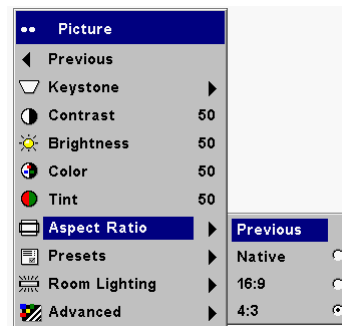 Picture
Previous
Keystone
Contrast 50
Brightness 50
Color 50
Tint 50
Aspect Ratio
Presets
Room Lighting
Advanced
Previous
Native
16:9
4:3